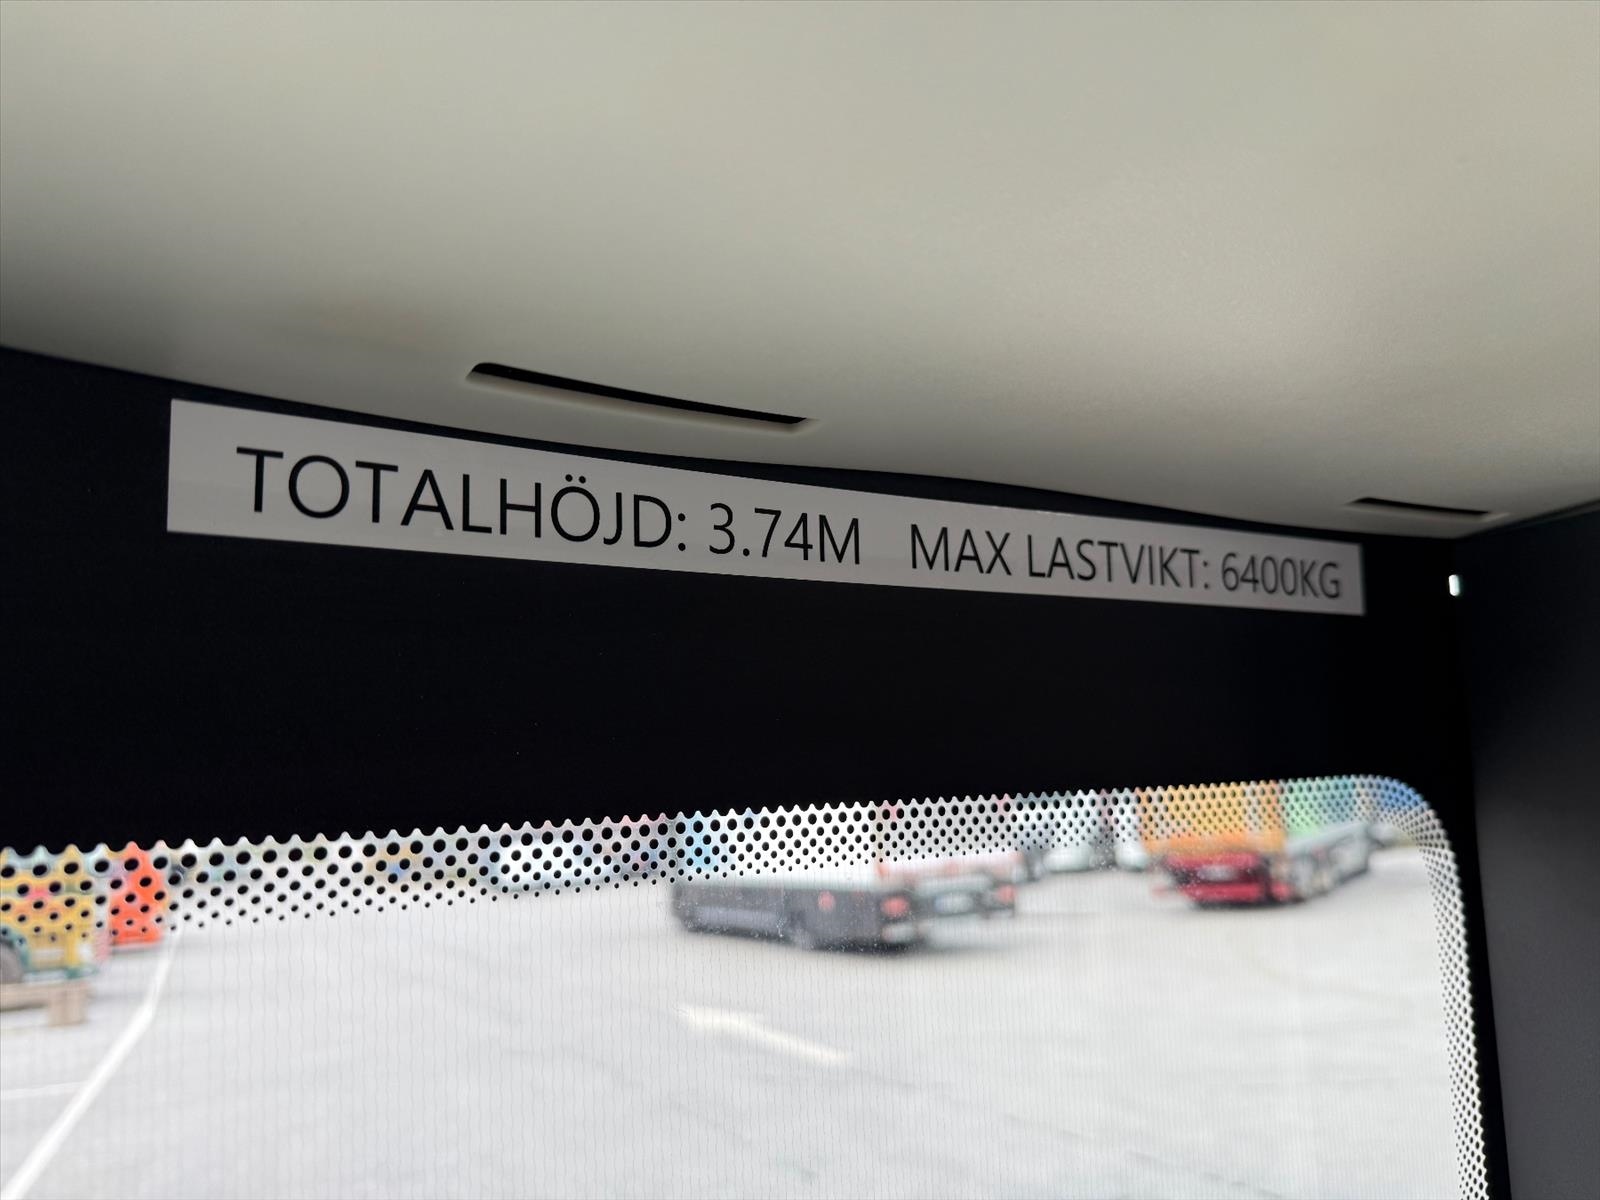 TOTALHÖJD: 3.74M MAX LASTVIKT: 6400KG